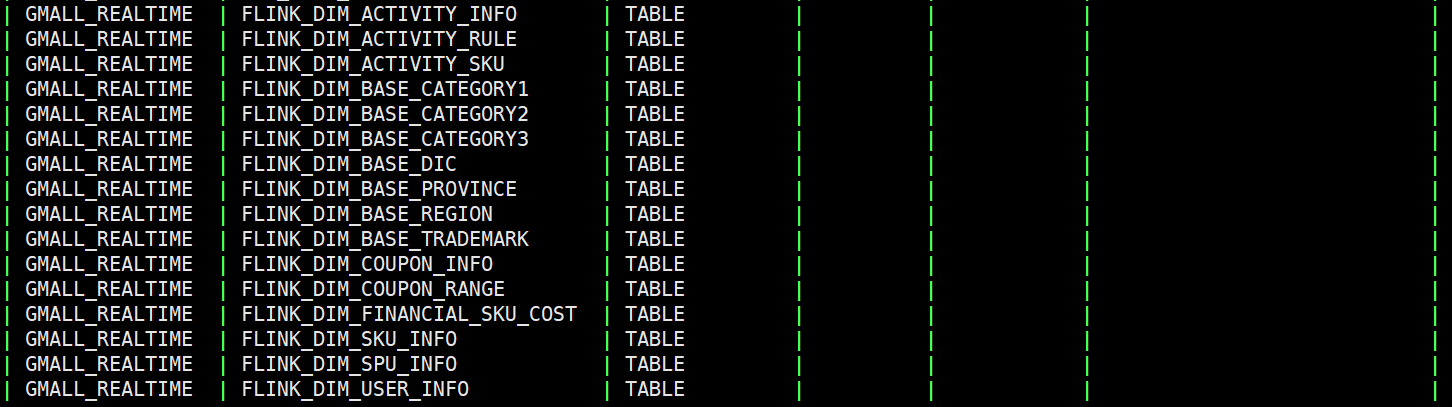 | GMALL_REALTIME | FLINK_DIM_ACTIVITY_INFO | TABLE | | | |
| GMALL_REALTIME | FLINK_DIM_ACTIVITY_RULE | TABLE | | | |
| GMALL_REALTIME | FLINK_DIM_ACTIVITY_SKU | TABLE | | | |
| GMALL_REALTIME | FLINK_DIM_BASE_CATEGORY1 | TABLE | | | |
| GMALL_REALTIME | FLINK_DIM_BASE_CATEGORY2 | TABLE | | | |
| GMALL_REALTIME | FLINK_DIM_BASE_CATEGORY3 | TABLE | | | |
| GMALL_REALTIME | FLINK_DIM_BASE_DIC | TABLE | | | |
| GMALL_REALTIME | FLINK_DIM_BASE_PROVINCE | TABLE | | | |
| GMALL_REALTIME | FLINK_DIM_BASE_REGION | TABLE | | | |
| GMALL_REALTIME | FLINK_DIM_BASE_TRADEMARK | TABLE | | | |
| GMALL_REALTIME | FLINK_DIM_COUPON_INFO | TABLE | | | |
| GMALL_REALTIME | FLINK_DIM_COUPON_RANGE | TABLE | | | |
| GMALL_REALTIME | FLINK_DIM_FINANCIAL_SKU_COST | TABLE | | | |
| GMALL_REALTIME | FLINK_DIM_SKU_INFO | TABLE | | | |
| GMALL_REALTIME | FLINK_DIM_SPU_INFO | TABLE | | | |
| GMALL_REALTIME | FLINK_DIM_USER_INFO | TABLE | | | |